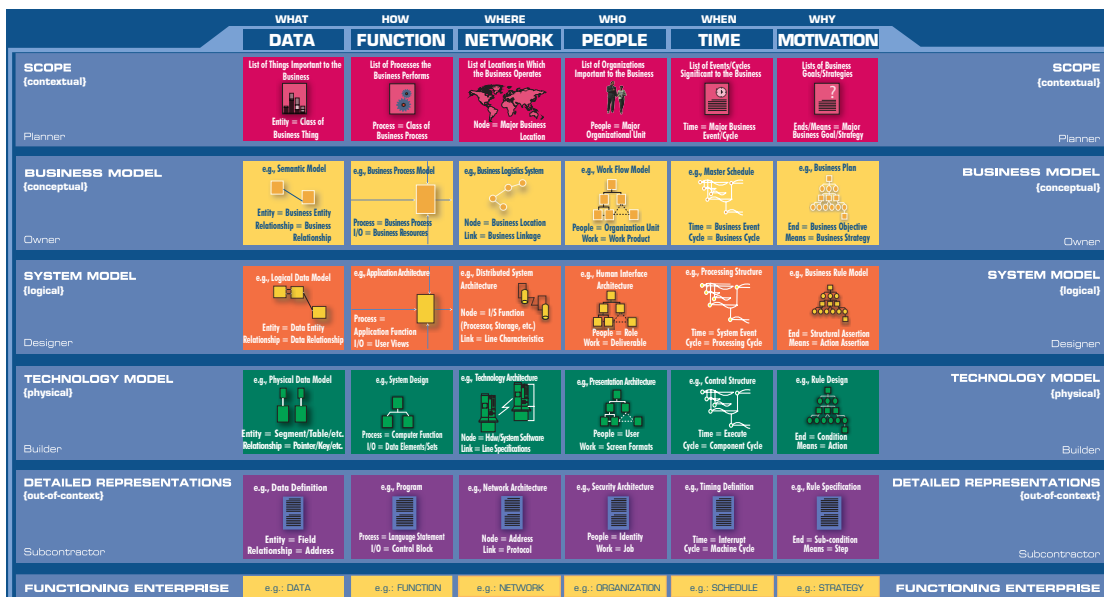 WHAT HOW WHERE WHO WHEN WHY
DATA FUNCTION NETWORK PEOPLE TIME MOTIVATION
SCOPE
{contextual}
Planner
List of Things Important to the
Business
Entity = Class of
Business Thing
List of Processes the
Business Performs
Process = Class of
Business Process
List of Locations in Which
the Business Operates
Node = Major Business
Location
List of Organizations
Important to the Business
People = Major
Organizational Unit
List of Events/Cycles
Significant to the Business
Time = Major Business
Event/Cycle
Lists of Business
Goals/Strategies
?
Ends/Means = Major
Business Goal/Strategy
SCOPE
{contextual}
Planner
BUSINESS MODEL
{conceptual}
Owner
e.g., Semantic Model
Entity = Business Entity
Relationship = Business
Relationship
e.g., Business Process Model
Process = Business Process
I/O = Business Resources
e.g., Business Logistics System
Node = Business Location
Link = Business Linkage
e.g., Work Flow Model
People = Organization Unit
Work = Work Product
e.g., Master Schedule
Time = Business Event
Cycle = Business Cycle
e.g., Business Plan
End = Business Objective
Means = Business Strategy
BUSINESS MODEL
{conceptual}
Owner
SYSTEM MODEL
{logical}
Designer
e.g., Logical Data Model
Entity = Data Entity
Relationship = Data Relationship
e.g., Application Architecture
Process =
Application Function
I/O = User Views
e.g., Distributed System
Architecture
Node = I/S Function
(Processor, Storage, etc.)
Link = Line Characteristics
e.g., Human Interface
Architecture
People = Role
Work = Deliverable
e.g., Processing Structure
Time = System Event
Cycle = Processing Cycle
e.g., Business Rule Model
End = Structural Assertion
Means = Action Assertion
SYSTEM MODEL
{logical}
Designer
TECHNOLOGY MODEL
{physical}
Builder
e.g., Physical Data Model
Entity = Segment/Table/etc.
Relationship = Pointer/Key/etc.
e.g., System Design
Process = Computer Function
I/O = Data Elements/Sets
e.g., Technology Architecture
Node = Hdw/System Software
Link = Line Specifications
e.g., Presentation Architecture
People = User
Work = Screen Formats
e.g., Control Structure
Time = Execute
Cycle = Component Cycle
e.g., Rule Design
End = Condition
Means = Action
TECHNOLOGY MODEL
{physical}
Builder
DETAILED REPRESENTATIONS
{out-of-context}
Subcontractor
e.g., Data Definition
Entity = Field
Relationship = Address
e.g., Program
Process = Language Statement
I/O = Control Block
e.g., Network Architecture
Node = Address
Link = Protocol
e.g., Security Architecture
People = Identity
Work = Job
e.g., Timing Definition
Time = Interrupt
Cycle = Machine Cycle
e.g., Rule Specification
End = Sub-condition
Means = Step
DETAILED REPRESENTATIONS
{out-of-context}
Subcontractor
FUNCTIONING ENTERPRISE
e.g.: DATA
e.g.: FUNCTION
e.g.: NETWORK
e.g.: ORGANIZATION
e.g.: SCHEDULE
e.g.: STRATEGY
FUNCTIONING ENTERPRISE